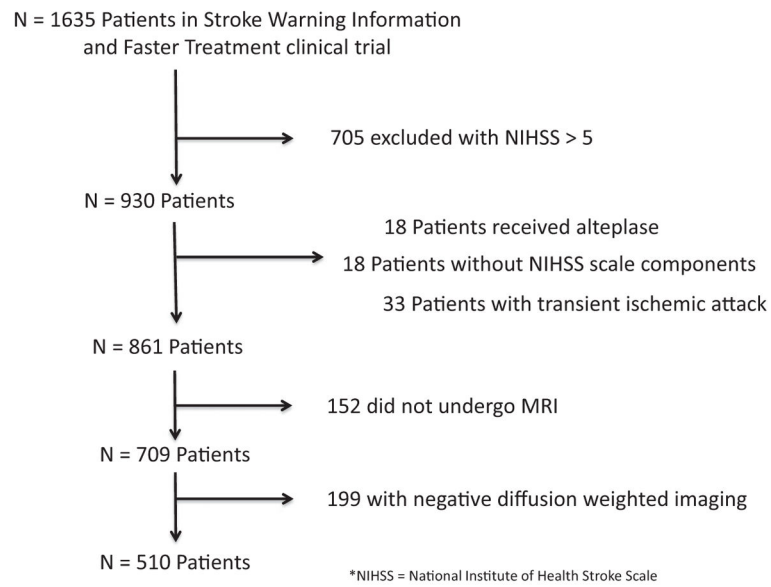 N = 1635 Patients in Stroke Warning Information
and Faster Treatment clinical trial
705 excluded with NIHSS > 5
N = 930 Patients
18 Patients received alteplase
18 Patients without NIHSS scale components
33 Patients with transient ischemic attack
N = 861 Patients
152 did not undergo MRI
N = 709 Patients
199 with negative diffusion weighted imaging
N = 510 Patients
*NIHSS = National Institute of Health Stroke Scale